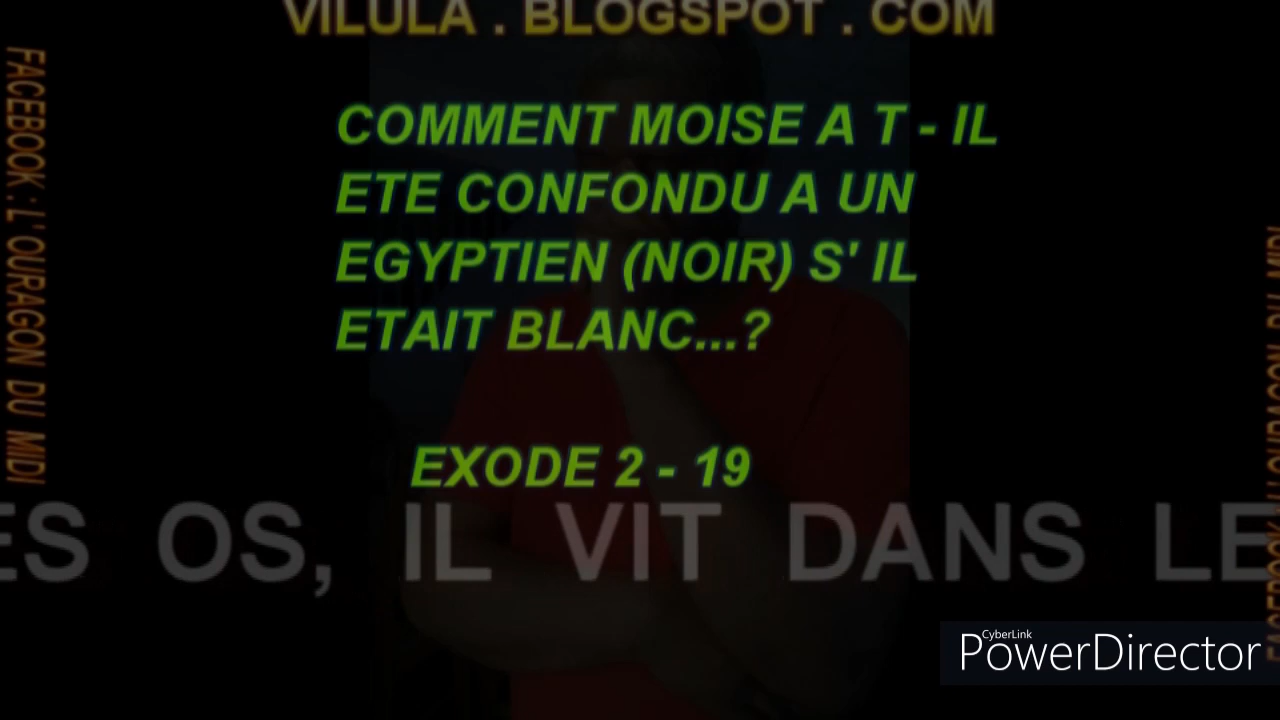 VILULA . BLOGSPOT . COM
FACEBOOK : L' OURAGON DU MIDI
COMMENT MOISE A T - IL
ETE CONFONDU A UN
EGYPTIEN (NOIR) S' IL
ETAIT BLANC...?
EXODE 2 - 19
ES OS, IL VIT DANS LE
CyberLink
PowerDirector